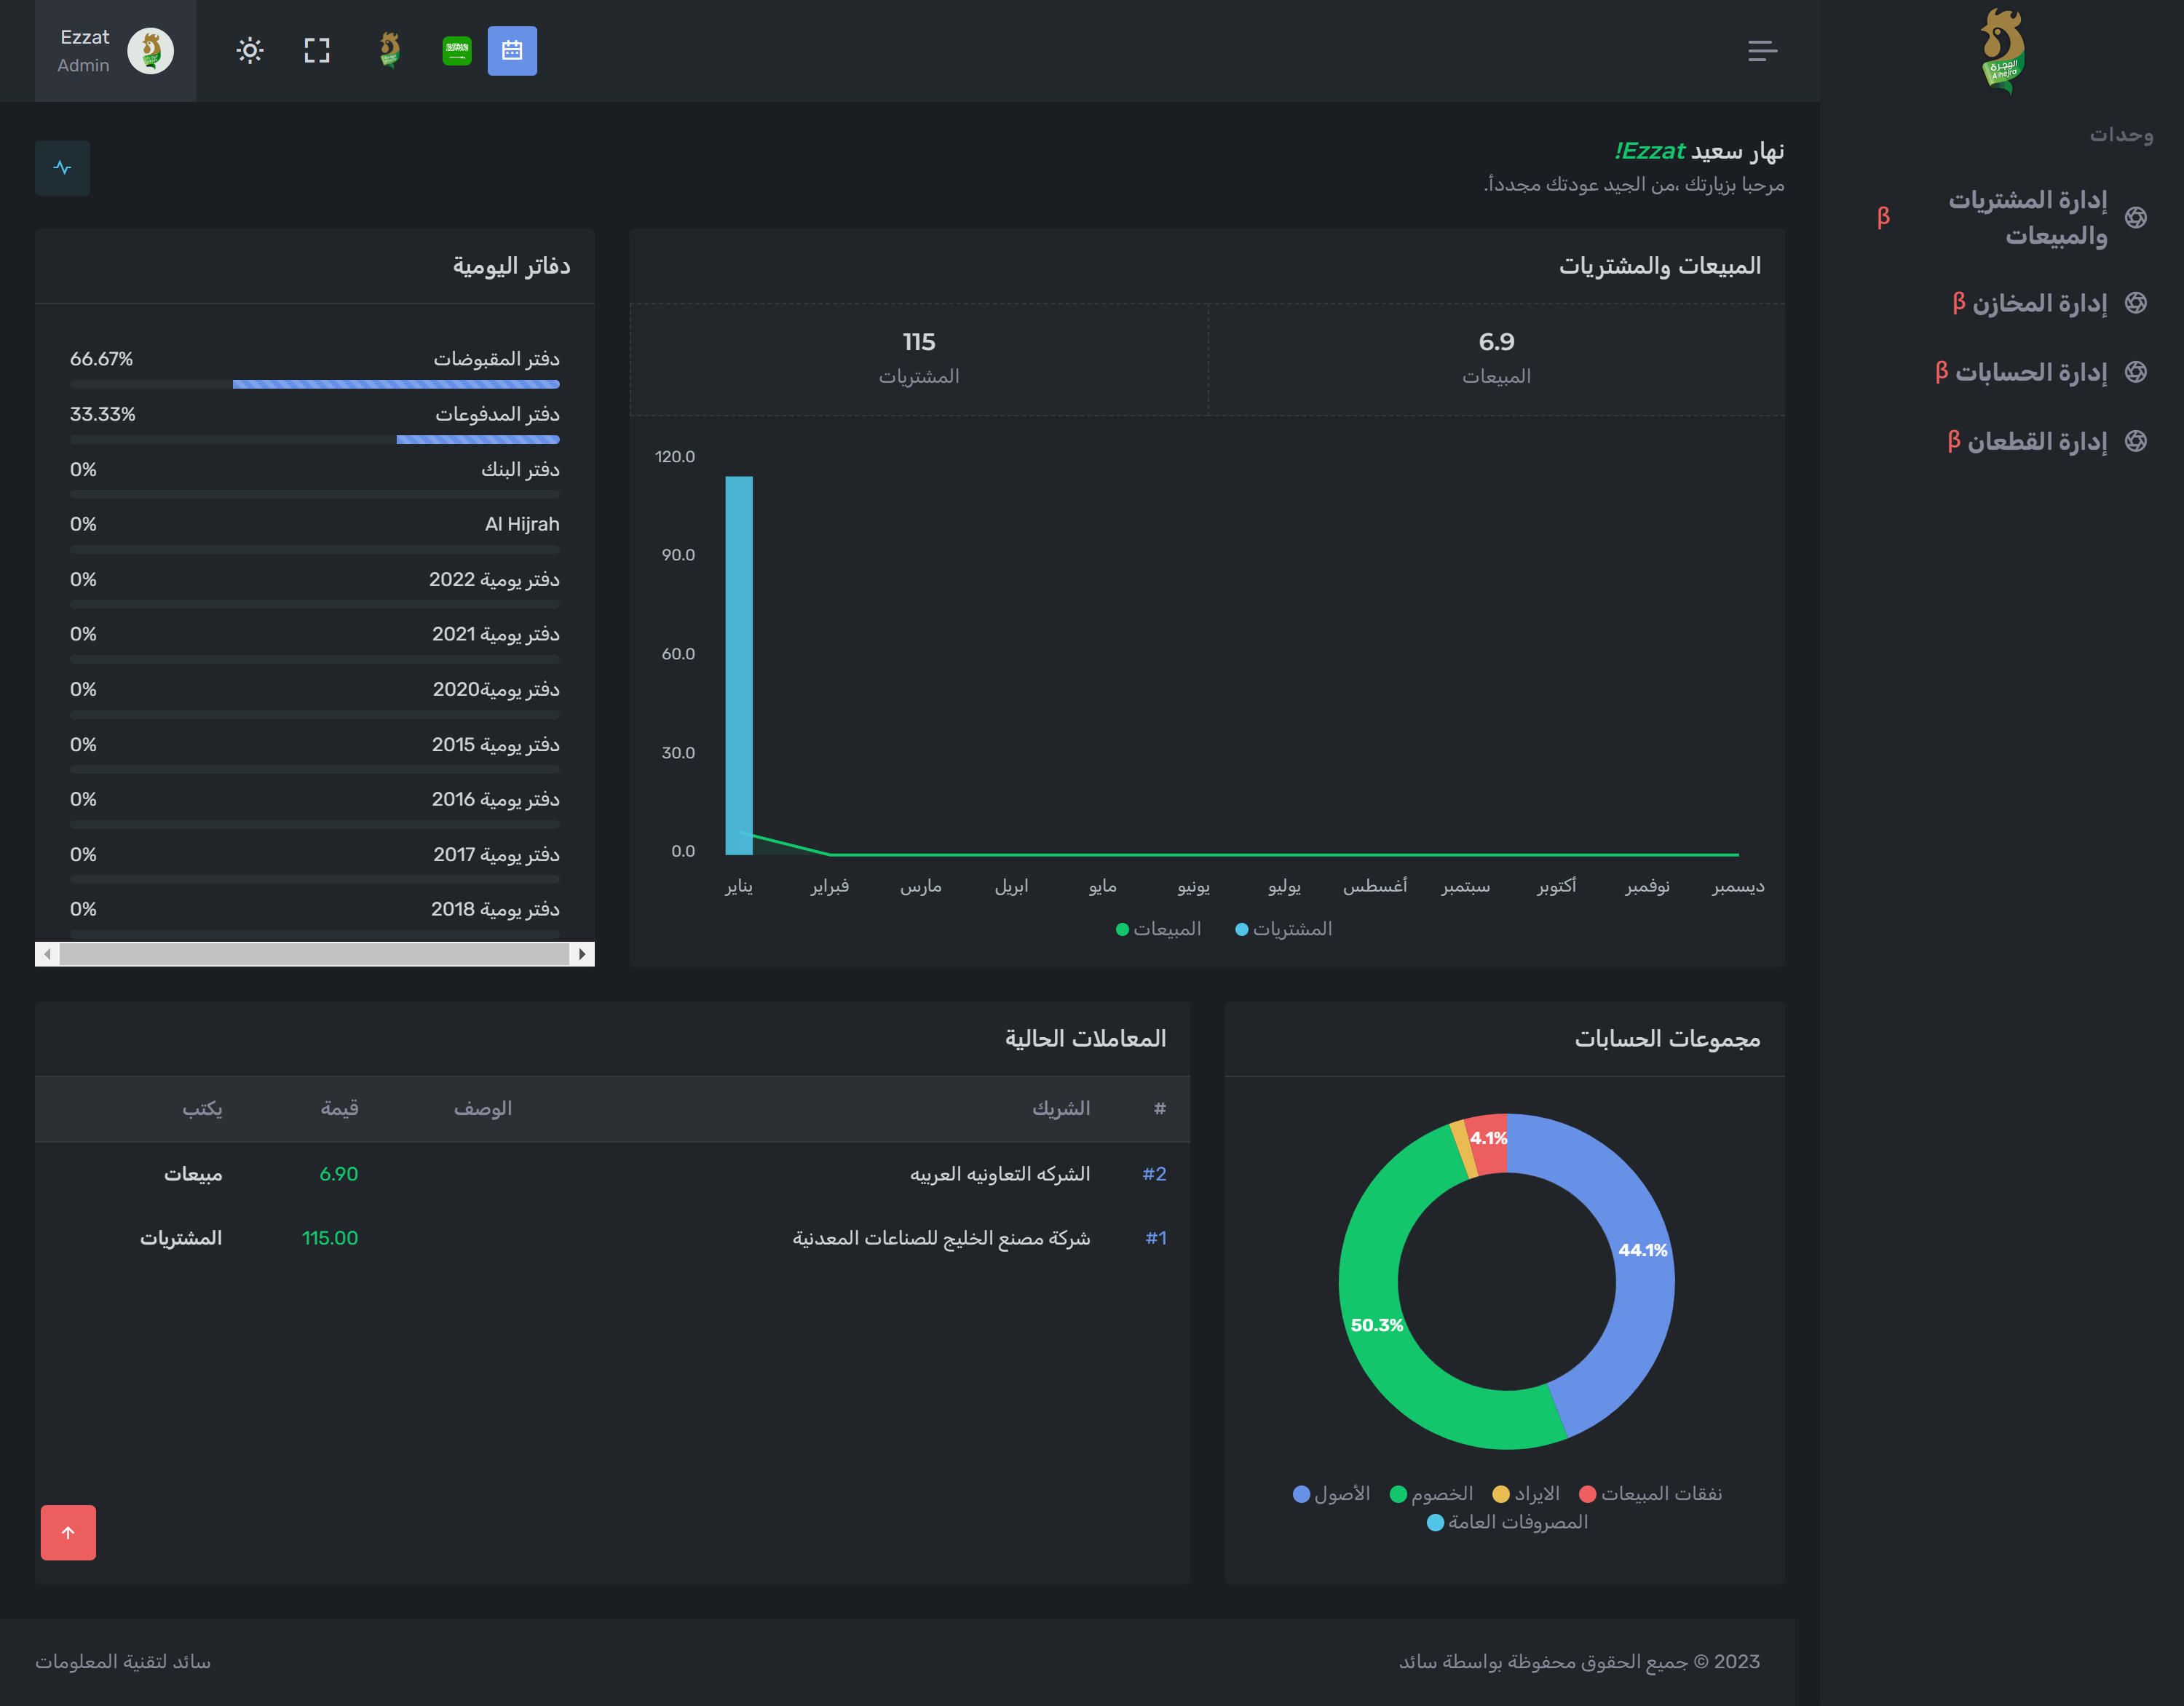 الوجرة
Alhejra
وحدات
إدارة المشتريات
والمبيعات β
إدارة المخازن β
إدارة الحسابات β
إدارة القطعان β
Ezzat
Admin
نهار سعيد Ezzat!
مرحبا بزيارتك ،من الجيد عودتك مجدداً.
المبيعات والمشتريات
6.9
المبيعات
115
المشتريات
120.0
90.0
60.0
30.0
0.0
يناير فبراير مارس ابريل مايو يونيو يوليو أغسطس سبتمبر أكتوبر نوفمبر ديسمبر
المبيعات المشتريات
دفاتر اليومية
دفتر المقبوضات 66.67%
دفتر المدفوعات 33.33%
دفتر البنك 0%
Al Hijrah 0%
دفتر يومية 2022 0%
دفتر يومية 2021 0%
دفتر يومية2020 0%
دفتر يومية 2015 0%
دفتر يومية 2016 0%
دفتر يومية 2017 0%
دفتر يومية 2018 0%
مجموعات الحسابات
4.1%
44.1%
50.3%
الأصول الخصوم الايراد نفقات المبيعات
المصروفات العامة
المعاملات الحالية
# الشريك الوصف قيمة يكتب
#2 الشركه التعاونيه العربيه 6.90 مبيعات
#1 شركة مصنع الخليج للصناعات المعدنية 115.00 المشتريات
2023 © جميع الحقوق محفوظة بواسطة سائد
سائد لتقنية المعلومات